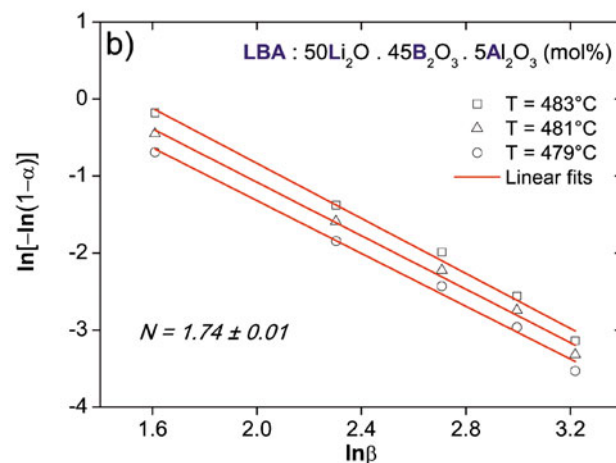 b) LBA : 50Li₂O . 45B₂O₃ . 5Al₂O₃ (mol%)
T = 483°C
T = 481°C
T = 479°C
Linear fits
N = 1.74 ± 0.01
ln[−ln(1−α)]
1
0
-1
-2
-3
-4
1.6 2.0 2.4 2.8 3.2
lnβ